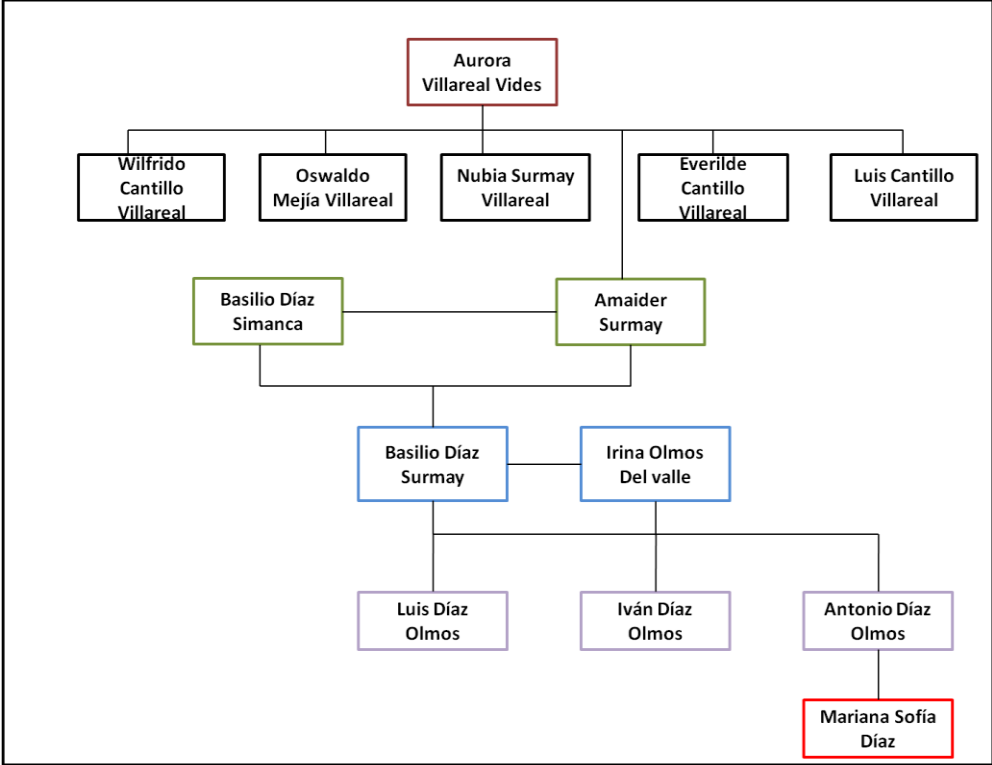 Aurora
Villareal Vides
Wilfrido
Cantillo
Villareal
Oswaldo
Mejía Villareal
Nubia Surmay
Villareal
Everilde
Cantillo
Villareal
Luis Cantillo
Villareal
Basilio Díaz
Simanca
Amaider
Surmay
Basilio Díaz
Surmay
Irina Olmos
Del valle
Luis Díaz
Olmos
Iván Díaz
Olmos
Antonio Díaz
Olmos
Mariana Sofía
Díaz